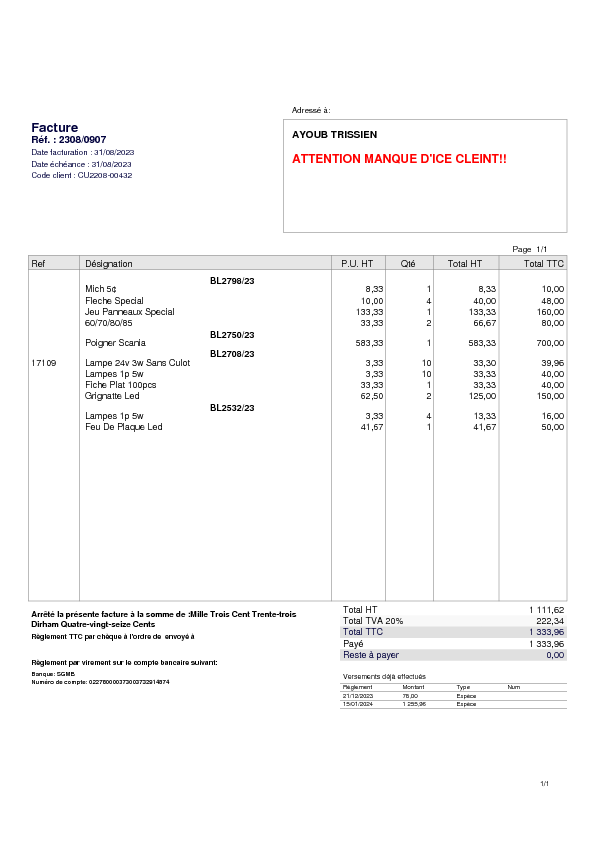 Adressé à:
Facture
Réf. : 2308/0907
Date facturation : 31/08/2023
Date échéance : 31/08/2023
Code client : CU2208-00432
AYOUB TRISSIEN
ATTENTION MANQUE D'ICE CLEINT!!
Page 1/1
Ref Désignation P.U. HT Qté Total HT Total TTC
BL2798/23
Mich 5¢ 8,33 1 8,33 10,00
Fleche Special 10,00 4 40,00 48,00
Jeu Panneaux Special 133,33 1 133,33 160,00
60/70/80/85 33,33 2 66,67 80,00
BL2750/23
Poigner Scania 583,33 1 583,33 700,00
BL2708/23
17109 Lampe 24v 3w Sans Culot 3,33 10 33,30 39,96
Lampes 1p 5w 3,33 10 33,33 40,00
Fiche Plat 100pcs 33,33 1 33,33 40,00
Grignatte Led 62,50 2 125,00 150,00
BL2532/23
Lampes 1p 5w 3,33 4 13,33 16,00
Feu De Plaque Led 41,67 1 41,67 50,00
Arrêté la présente facture à la somme de :Mille Trois Cent Trente-trois
Dirham Quatre-vingt-seize Cents
Règlement TTC par chèque à l'ordre de envoyé à
Règlement par virement sur le compte bancaire suivant:
Banque: SGMB
Numéro de compte: 022780000373003732914874
Total HT 1 111,62
Total TVA 20% 222,34
Total TTC 1 333,96
Payé 1 333,96
Reste à payer 0,00
Versements déjà effectués
Règlement Montant Type Num
21/12/2023 78,00 Espèce
15/01/2024 1 255,96 Espèce
1/1